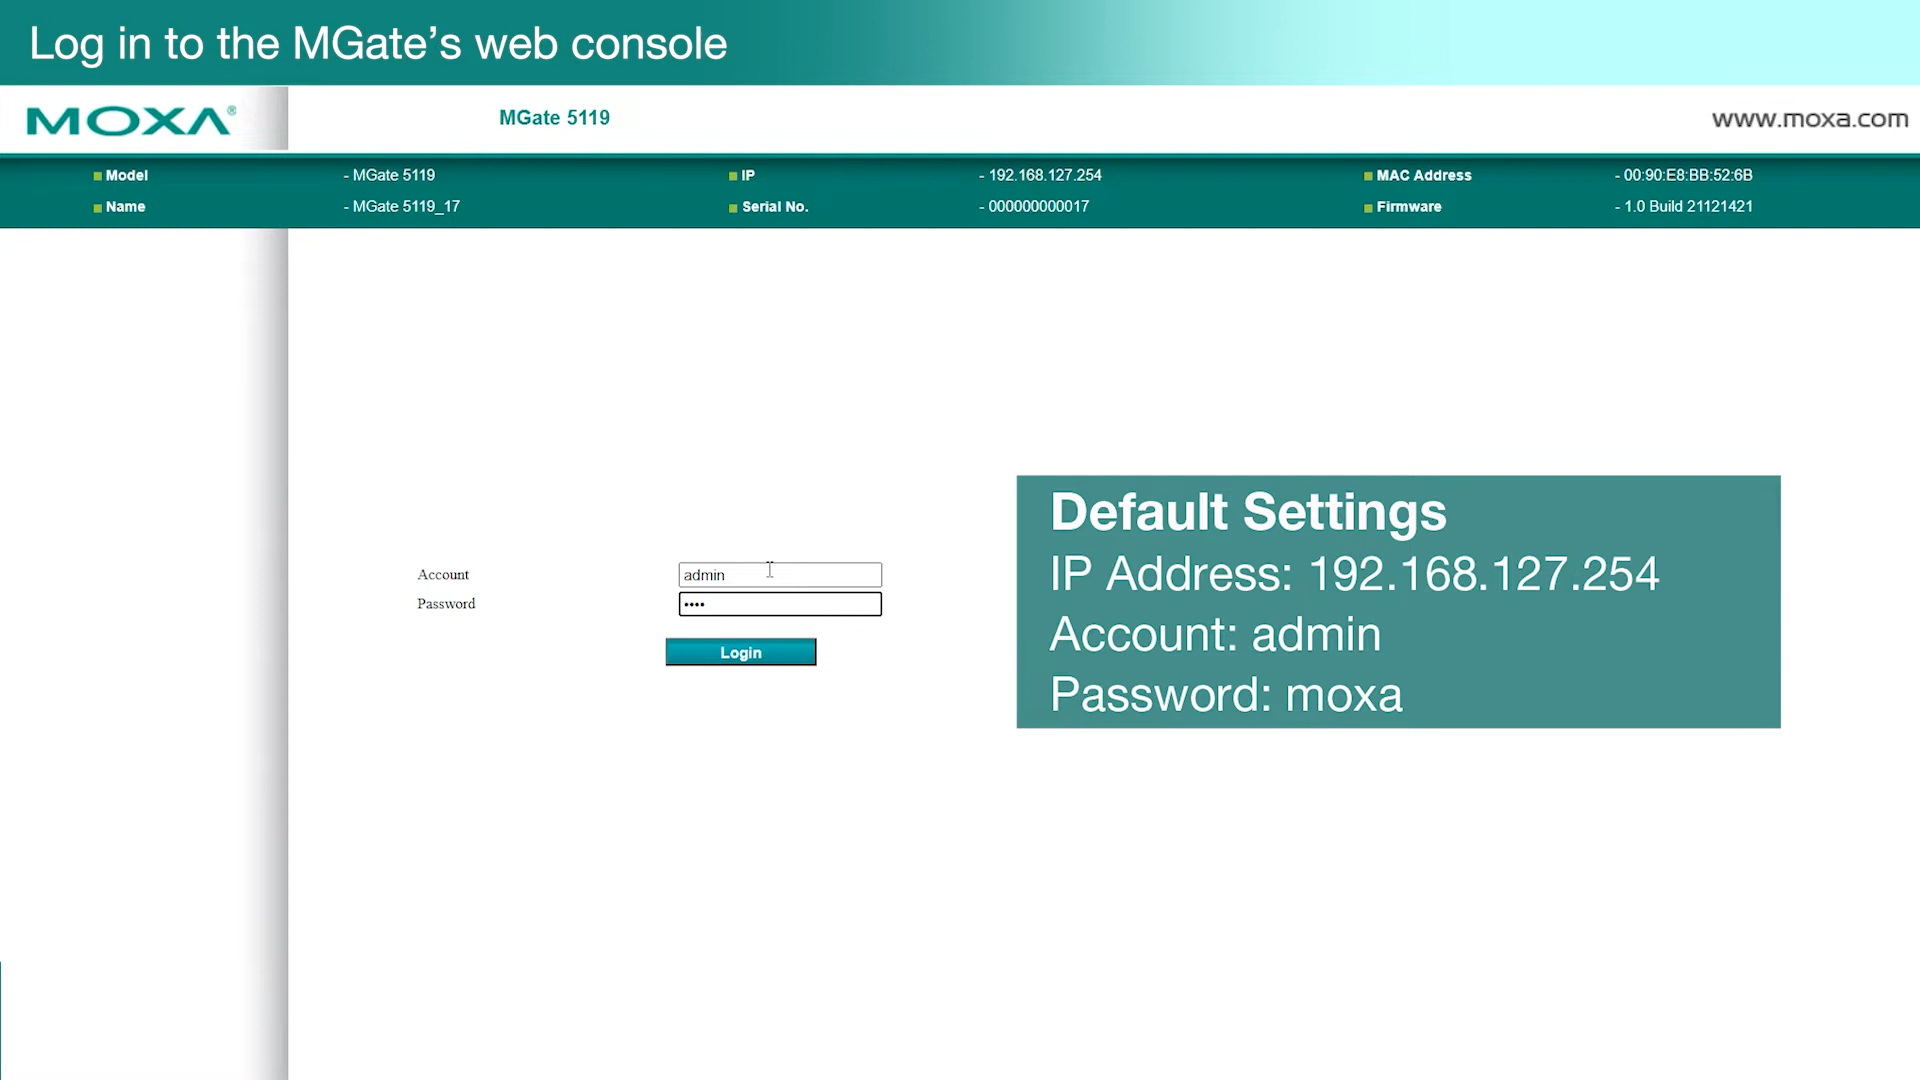 Log in to the MGate’s web console
MOXA®
MGate 5119
www.moxa.com
Model - MGate 5119 IP - 192.168.127.254 MAC Address - 00:90:E8:BB:52:6B
Name - MGate 5119_17 Serial No. - 000000000017 Firmware - 1.0 Build 21121421
Account admin
Password ••••
Login
Default Settings
IP Address: 192.168.127.254
Account: admin
Password: moxa